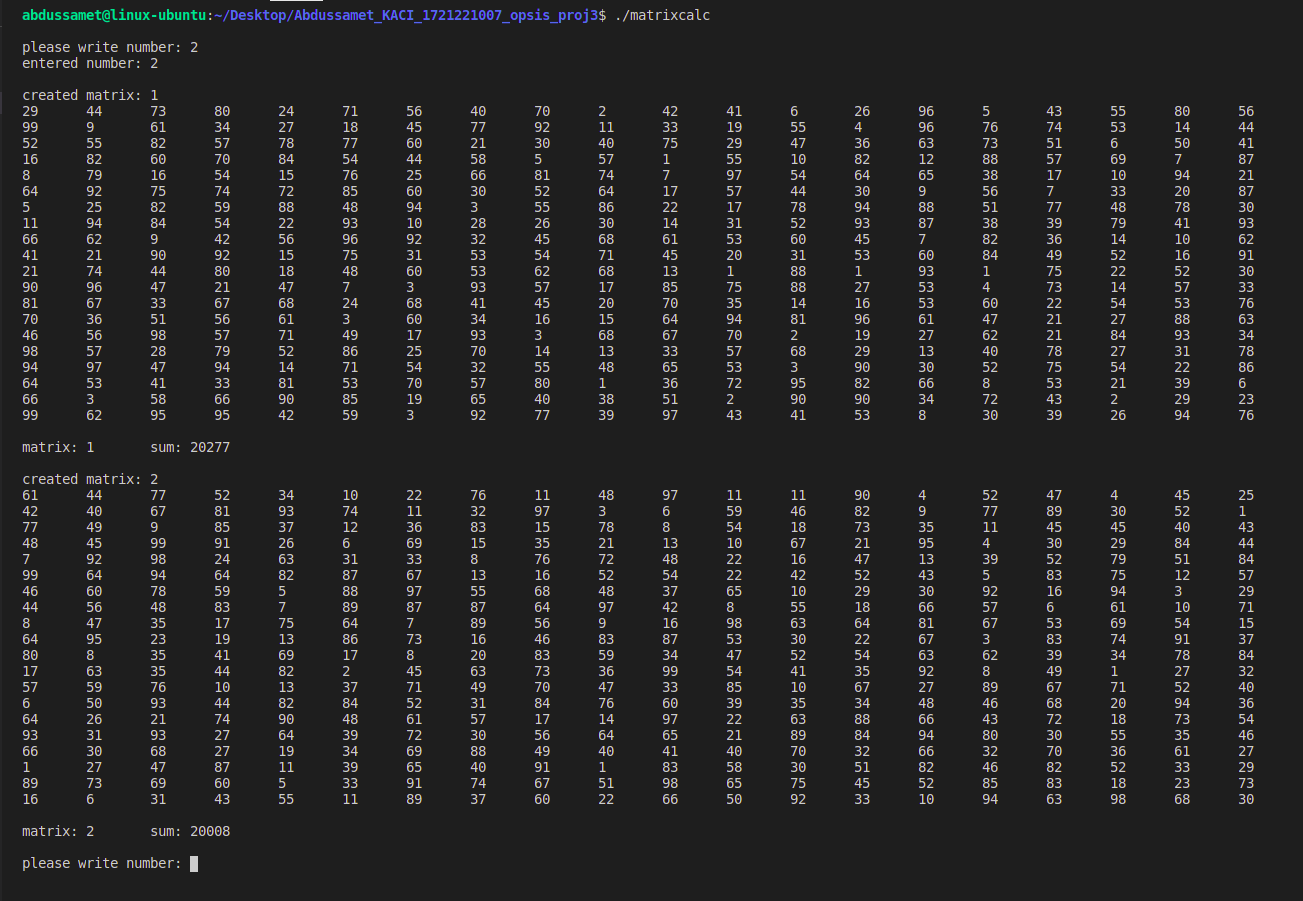 abdussamet@linux-ubuntu:~/Desktop/Abdussamet_KACI_1721221007_opsis_proj3$ ./matrixcalc
please write number: 2
entered number: 2
created matrix: 1
29 44 73 80 24 71 56 40 70 2 42 41 6 26 96 5 43 55 80 56
99 9 61 34 27 18 45 77 92 11 33 19 55 4 96 76 74 53 14 44
52 55 82 57 78 77 60 21 30 40 75 29 47 36 63 73 51 6 50 41
16 82 60 70 84 54 44 58 5 57 1 55 10 82 12 88 57 69 7 87
8 79 16 54 15 76 25 66 81 74 7 97 54 64 65 38 17 10 94 21
64 92 75 74 72 85 60 30 52 64 17 57 44 30 9 56 7 33 20 87
5 25 82 59 88 48 94 3 55 86 22 17 78 94 88 51 77 48 78 30
11 94 84 54 22 93 10 28 26 30 14 31 52 93 87 38 39 79 41 93
66 62 9 42 56 96 92 32 45 68 61 53 60 45 7 82 36 14 10 62
41 21 90 92 15 75 31 53 54 71 45 20 31 53 60 84 49 52 16 91
21 74 44 80 18 48 60 53 62 68 13 1 88 1 93 1 75 22 52 30
90 96 47 21 47 7 3 93 57 17 85 75 88 27 53 4 73 14 57 33
81 67 33 67 68 24 68 41 45 20 70 35 14 16 53 60 22 54 53 76
70 36 51 56 61 3 60 34 16 15 64 94 81 96 61 47 21 27 88 63
46 56 98 57 71 49 17 93 3 68 67 70 2 19 27 62 21 84 93 34
98 57 28 79 52 86 25 70 14 13 33 57 68 29 13 40 78 27 31 78
94 97 47 94 14 71 54 32 55 48 65 53 3 90 30 52 75 54 22 86
64 53 41 33 81 53 70 57 80 1 36 72 95 82 66 8 53 21 39 6
66 3 58 66 90 85 19 65 40 38 51 2 90 90 34 72 43 2 29 23
99 62 95 95 42 59 3 92 77 39 97 43 41 53 8 30 39 26 94 76
matrix: 1 sum: 20277
created matrix: 2
61 44 77 52 34 10 22 76 11 48 97 11 11 90 4 52 47 4 45 25
42 40 67 81 93 74 11 32 97 3 6 59 46 82 9 77 89 30 52 1
77 49 9 85 37 12 36 83 15 78 8 54 18 73 35 11 45 45 40 43
48 45 99 91 26 6 69 15 35 21 13 10 67 21 95 4 30 29 84 44
7 92 98 24 63 31 33 8 76 72 48 22 16 47 13 39 52 79 51 84
99 64 94 64 82 87 67 13 16 52 54 22 42 52 43 5 83 75 12 57
46 60 78 59 5 88 97 55 68 48 37 65 10 29 30 92 16 94 3 29
44 56 48 83 7 89 87 87 64 97 42 8 55 18 66 57 6 61 10 71
8 47 35 17 75 64 7 89 56 9 16 98 63 64 81 67 53 69 54 15
64 95 23 19 13 86 73 16 46 83 87 53 30 22 67 3 83 74 91 37
80 8 35 41 69 17 8 20 83 59 34 47 52 54 63 62 39 34 78 84
17 63 35 44 82 2 45 63 73 36 99 54 41 35 92 8 49 1 27 32
57 59 76 10 13 37 71 49 70 47 33 85 10 67 27 89 67 71 52 40
6 50 93 44 82 84 52 31 84 76 60 39 35 34 48 46 68 20 94 36
64 26 21 74 90 48 61 57 17 14 97 22 63 88 66 43 72 18 73 54
93 31 93 27 64 39 72 30 56 64 65 21 89 84 94 80 30 55 35 46
66 30 68 27 19 34 69 88 49 40 41 40 70 32 66 32 70 36 61 27
1 27 47 87 11 39 65 40 91 1 83 58 30 51 82 46 82 52 33 29
89 73 69 60 5 33 91 74 67 51 98 65 75 45 52 85 83 18 23 73
16 6 31 43 55 11 89 37 60 22 66 50 92 33 10 94 63 98 68 30
matrix: 2 sum: 20008
please write number: